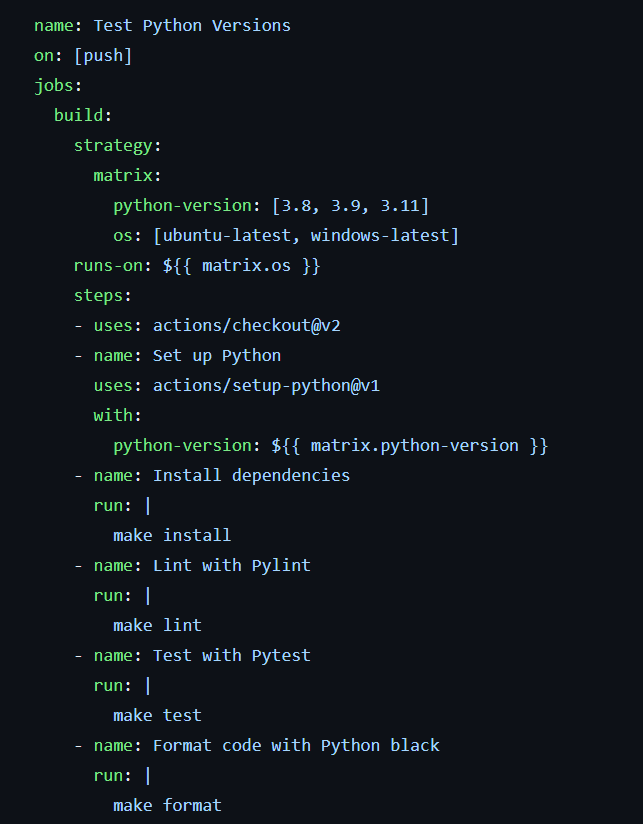 name: Test Python Versions
on: [push]
jobs:
  build:
    strategy:
      matrix:
        python-version: [3.8, 3.9, 3.11]
        os: [ubuntu-latest, windows-latest]
    runs-on: ${{ matrix.os }}
    steps:
    - uses: actions/checkout@v2
    - name: Set up Python
      uses: actions/setup-python@v1
      with:
        python-version: ${{ matrix.python-version }}
    - name: Install dependencies
      run: |
        make install
    - name: Lint with Pylint
      run: |
        make lint
    - name: Test with Pytest
      run: |
        make test
    - name: Format code with Python black
      run: |
        make format